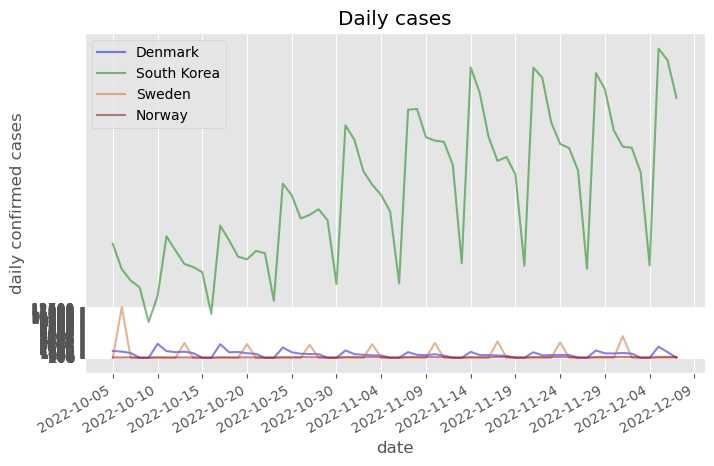 Daily cases
Denmark
South Korea
Sweden
Norway
daily confirmed cases
2022-10-05
2022-10-10
2022-10-15
2022-10-20
2022-10-25
2022-10-30
2022-11-04
2022-11-09
2022-11-14
2022-11-19
2022-11-24
2022-11-29
2022-12-04
2022-12-09
date